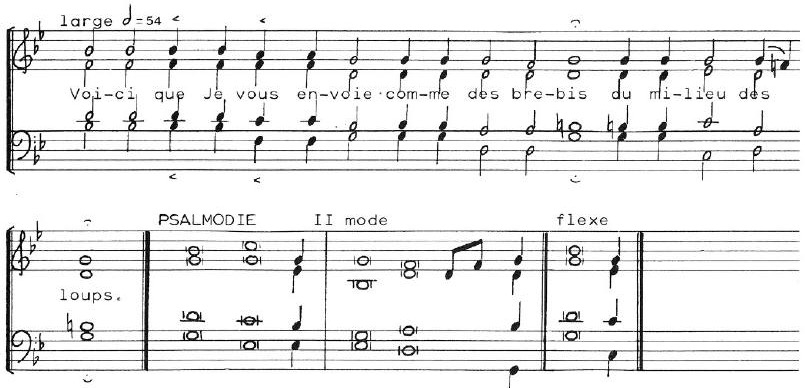 large 𝅗𝅥=54
Voi-ci que Je vous en-voie com-me des bre-bis du mi-lieu des
PSALMODIE II mode flexe
loups.